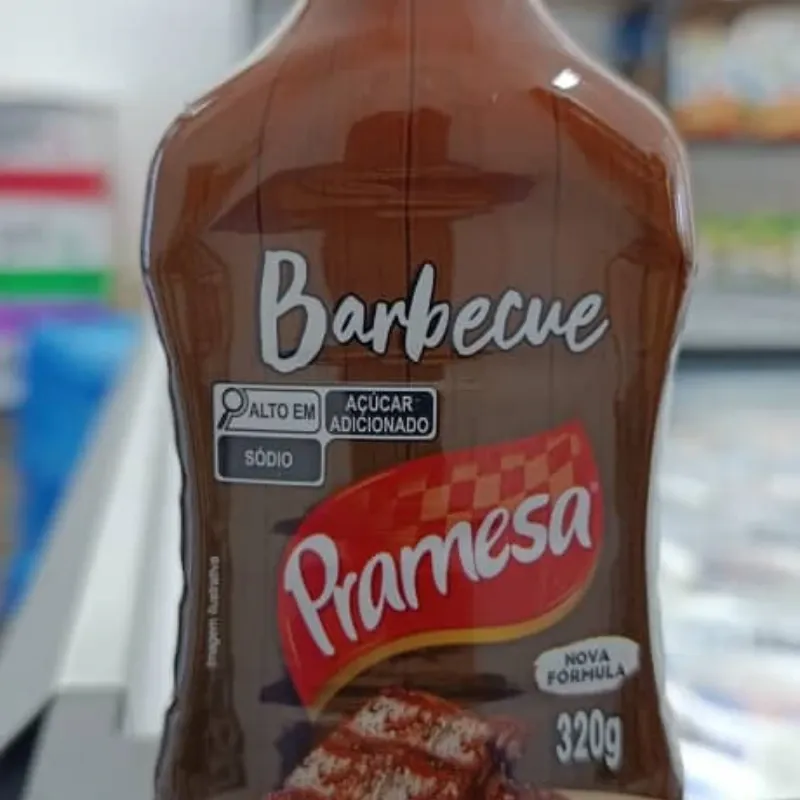 Barbecue
ALTO EM
AÇÚCAR
ADICIONADO
SÓDIO
Pramesa
Imagem ilustrativa
NOVA
FÓRMULA
320g